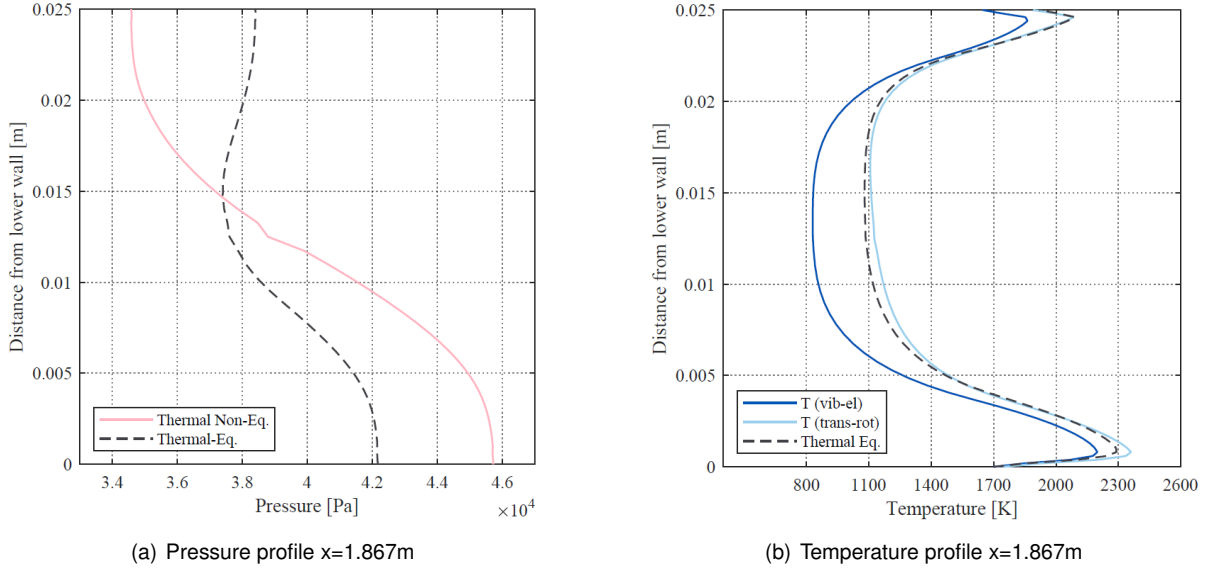 0.025
0.02
0.015
0.01
0.005
0
Distance from lower wall [m]
Thermal Non-Eq.
Thermal-Eq.
3.4 3.6 3.8 4 4.2 4.4 4.6
Pressure [Pa]
×10⁴
(a) Pressure profile x=1.867m
0.025
0.02
0.015
0.01
0.005
0
Distance from lower wall [m]
T (vib-el)
T (trans-rot)
Thermal Eq.
800 1100 1400 1700 2000 2300 2600
Temperature [K]
(b) Temperature profile x=1.867m